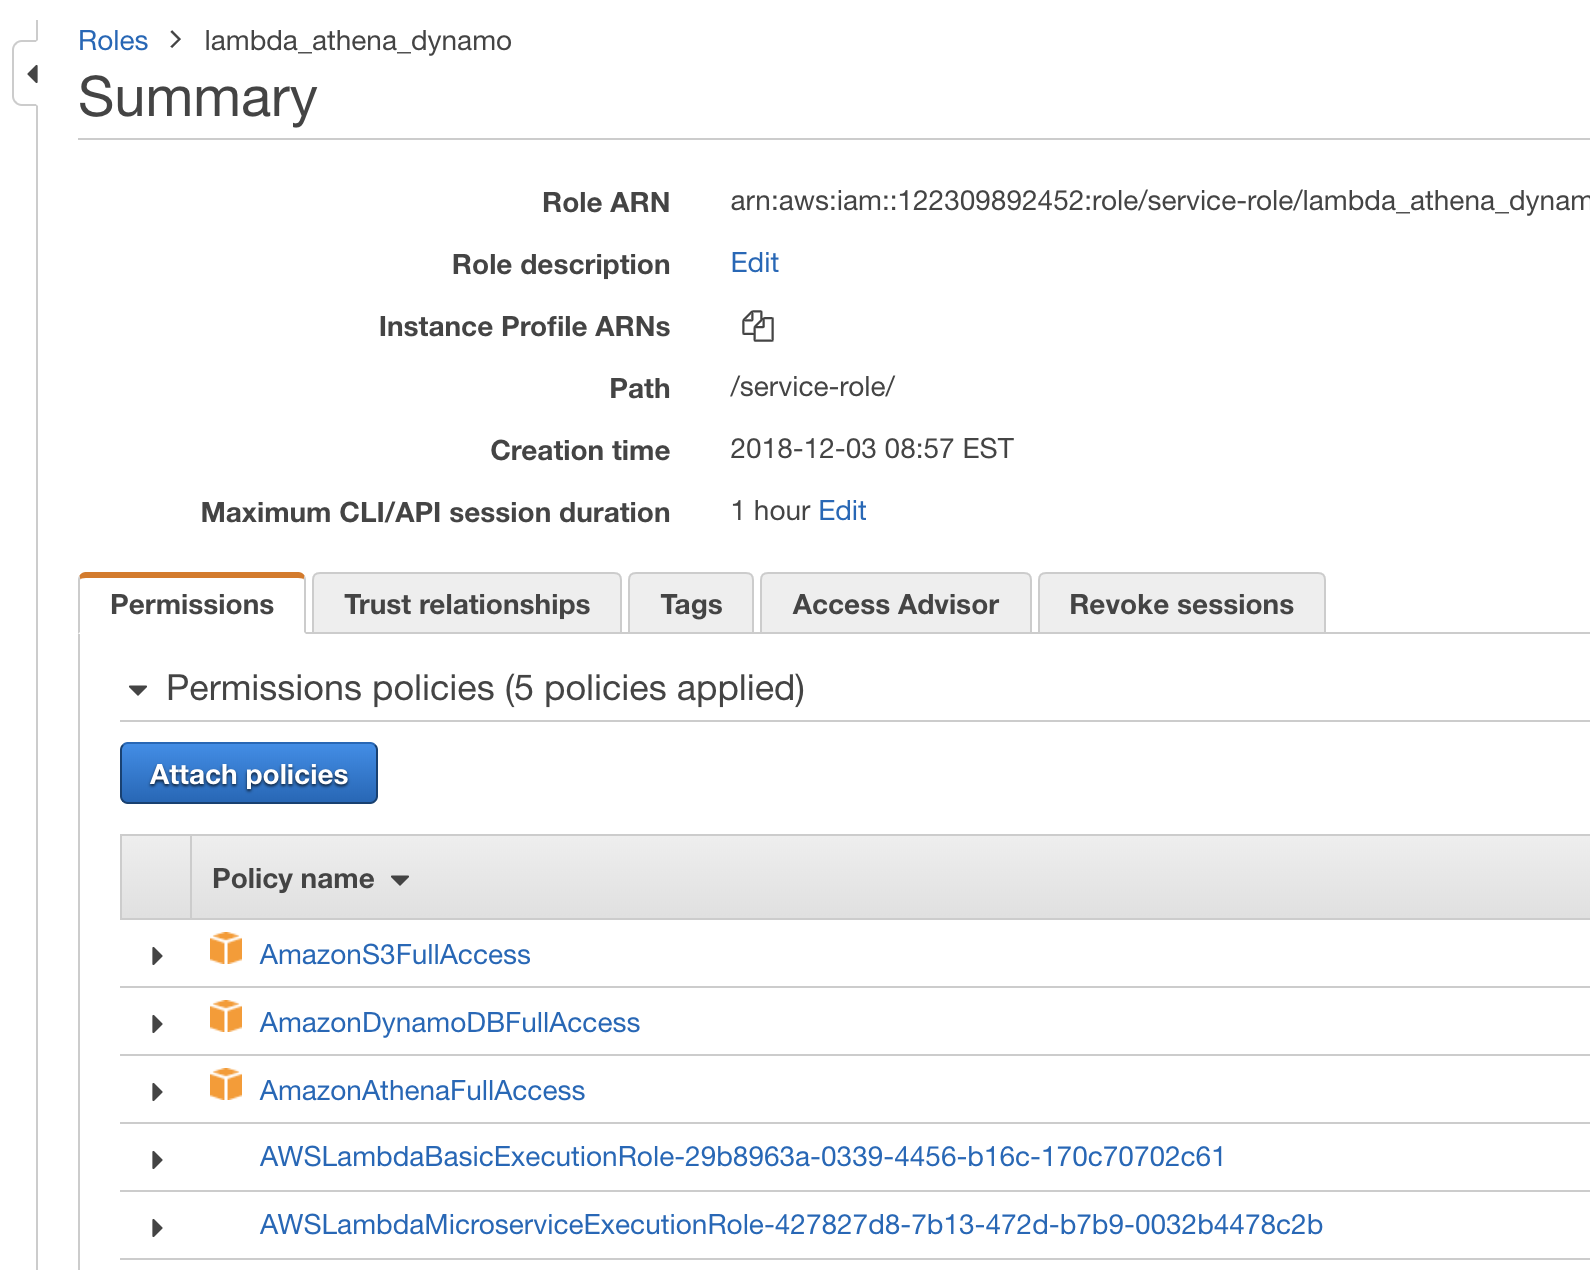 Roles > lambda_athena_dynamo
Summary
Role ARN arn:aws:iam::122309892452:role/service-role/lambda_athena_dynam
Role description Edit
Instance Profile ARNs
Path /service-role/
Creation time 2018-12-03 08:57 EST
Maximum CLI/API session duration 1 hour Edit
Permissions Trust relationships Tags Access Advisor Revoke sessions
Permissions policies (5 policies applied)
Attach policies
Policy name
AmazonS3FullAccess
AmazonDynamoDBFullAccess
AmazonAthenaFullAccess
AWSLambdaBasicExecutionRole-29b8963a-0339-4456-b16c-170c70702c61
AWSLambdaMicroserviceExecutionRole-427827d8-7b13-472d-b7b9-0032b4478c2b